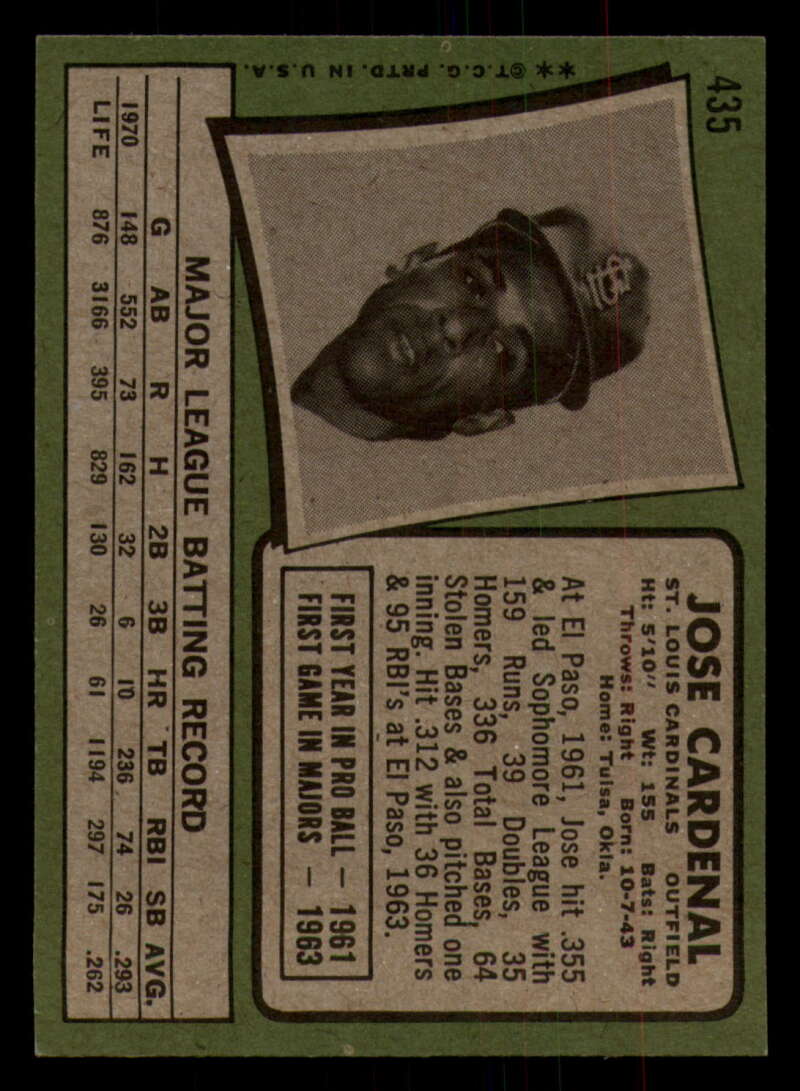 435
**©T.C.G. PRTD. IN U.S.A.
StL
JOSE CARDENAL
ST. LOUIS CARDINALS OUTFIELD
Ht: 5'10" Wt: 155 Bats: Right
Throws: Right Born: 10-7-43
Home: Tulsa, Okla.
At El Paso, 1961, Jose hit .355
& led Sophomore League with
159 Runs, 39 Doubles, 35
Homers, 336 Total Bases, 64
Stolen Bases & also pitched one
inning. Hit .312 with 36 Homers
& 95 RBI's at El Paso, 1963.
FIRST YEAR IN PRO BALL — 1961
FIRST GAME IN MAJORS — 1963
MAJOR LEAGUE BATTING RECORD
G AB R H 2B 3B HR TB RBI SB AVG.
1970 148 552 73 162 32 6 10 236 74 26 .293
LIFE 876 3166 395 829 130 26 61 1194 297 175 .262